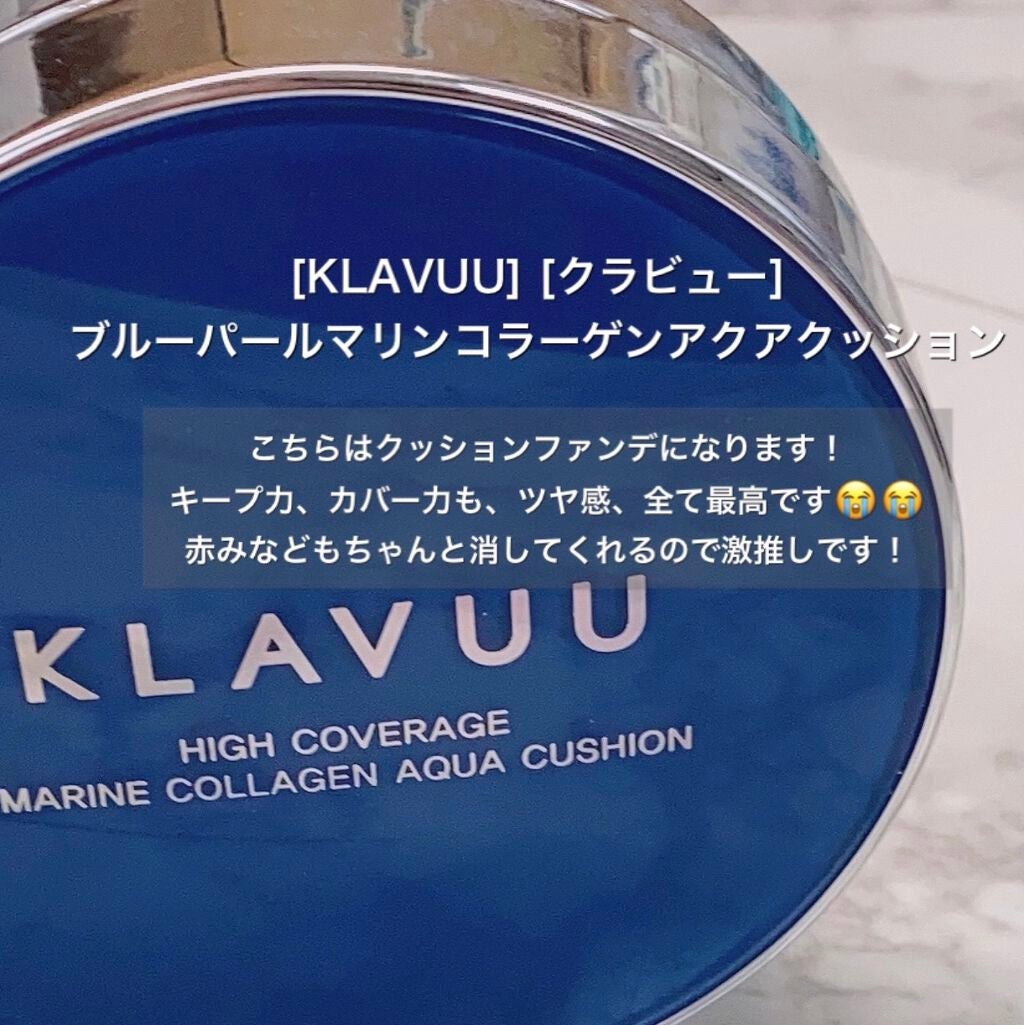 [KLAVUU] [クラビュー]
ブルーパールマリンコラーゲンアクアクッション
こちらはクッションファンデになります！
キープ力、カバー力も、ツヤ感、全て最高です😭😭
赤みなどもちゃんと消してくれるので激推しです！
KLAVUU
HIGH COVERAGE
MARINE COLLAGEN AQUA CUSHION